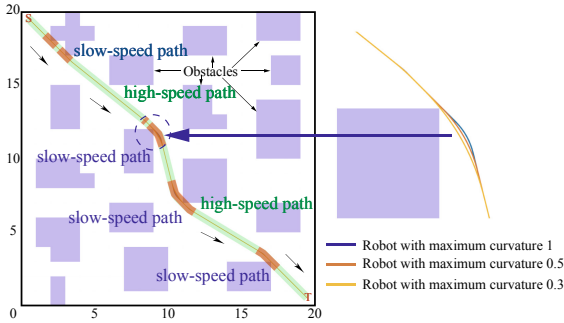 20
S
slow-speed path
Obstacles
15
high-speed path
slow-speed path
10
high-speed path
slow-speed path
5
Robot with maximum curvature 1
Robot with maximum curvature 0.5
slow-speed path
Robot with maximum curvature 0.3
T
0
5
10
15
20